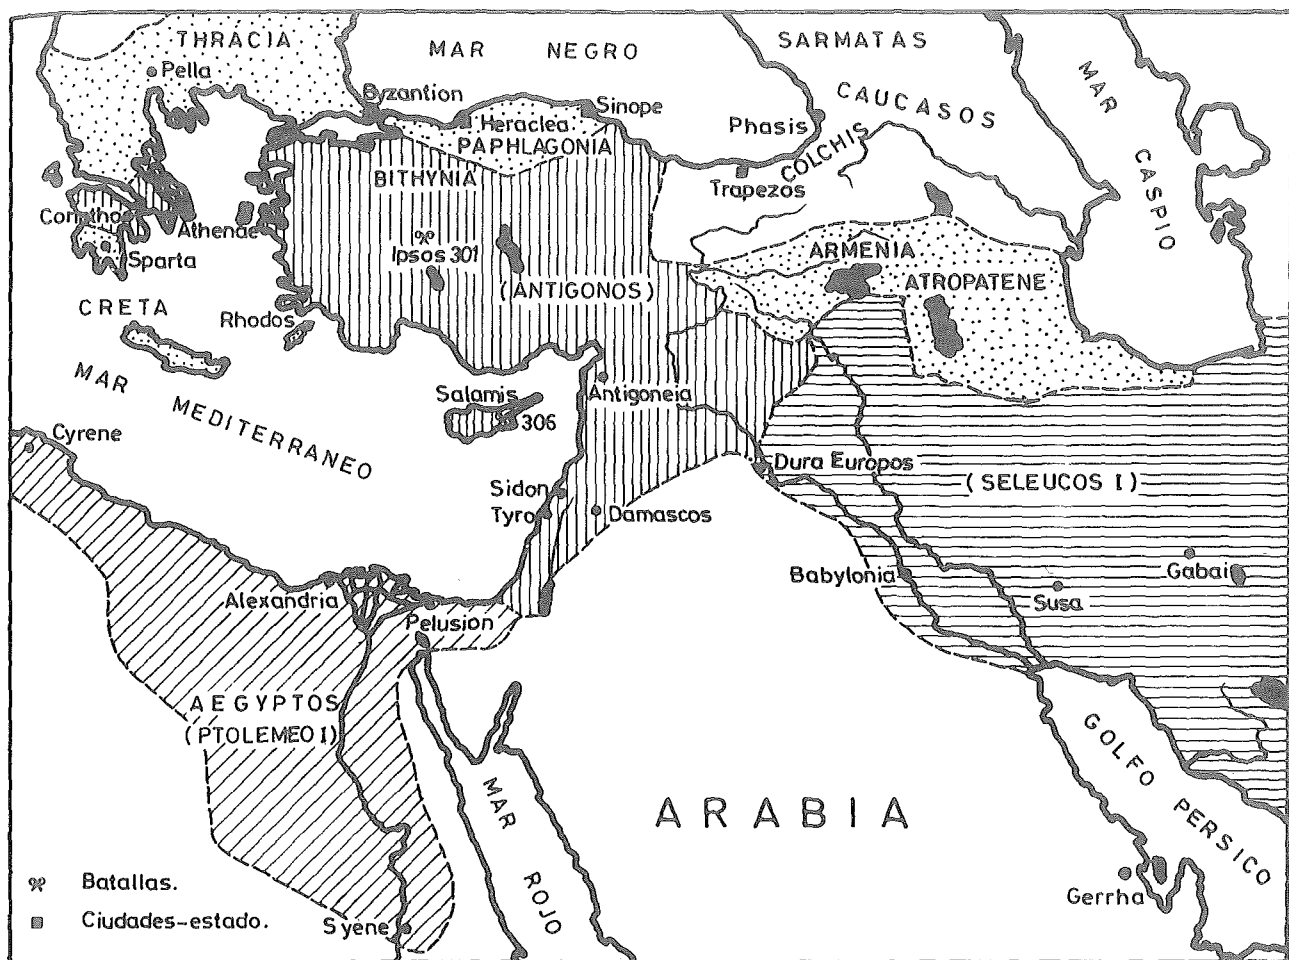 THRACIA
MAR NEGRO
SARMATAS
MAR CASPIO
Pella
Byzantion
Sinope
CAUCASOS
Heraclea
Phasis
PAPHLAGONIA
COLCHIS
BITHYNIA
Trapezos
Corintho
Athenae
Sparta
Ipsos 301
ARMENIA
ATROPATENE
(ANTIGONOS)
CRETA
Rhodos
MAR MEDITERRANEO
Salamis
306
Antigoneia
Cyrene
Dura Europos
(SELEUCOS I)
Sidon
Tyro
Damascos
Babylonia
Gabai
Susa
Alexandria
Pelusion
AEGYPTOS
(PTOLEMEO I)
GOLFO PERSICO
MAR ROJO
ARABIA
Gerrha
Syene
Batallas.
Ciudades-estado.